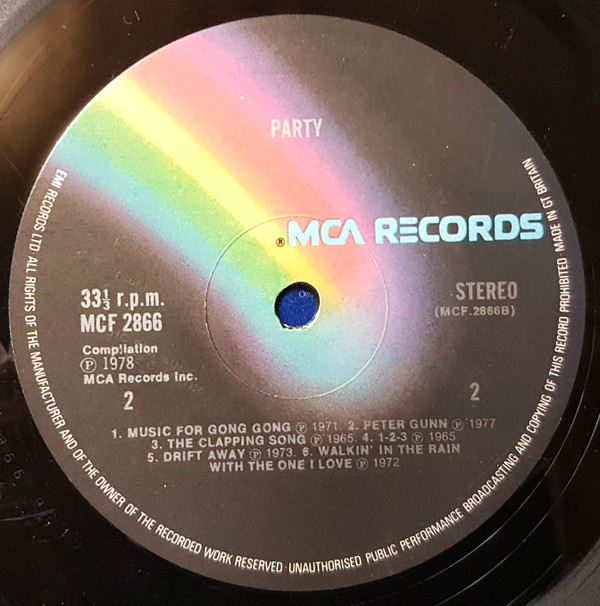 PARTY
® MCA RECORDS
33⅓ r.p.m.
MCF 2866
STEREO
(MCF.2866B)
Compilation
Ⓟ 1978
MCA Records Inc.
2
2
1. MUSIC FOR GONG GONG Ⓟ 1971. 2. PETER GUNN Ⓟ 1977
3. THE CLAPPING SONG Ⓟ 1965. 4. 1-2-3 Ⓟ 1965
5. DRIFT AWAY Ⓟ 1973. 6. WALKIN' IN THE RAIN
WITH THE ONE I LOVE Ⓟ 1972
EMI RECORDS LTD ALL RIGHTS OF THE MANUFACTURER AND OF THE OWNER OF THE RECORDED WORK RESERVED · UNAUTHORISED PUBLIC PERFORMANCE BROADCASTING AND COPYING OF THIS RECORD PROHIBITED MADE IN GT BRITAIN